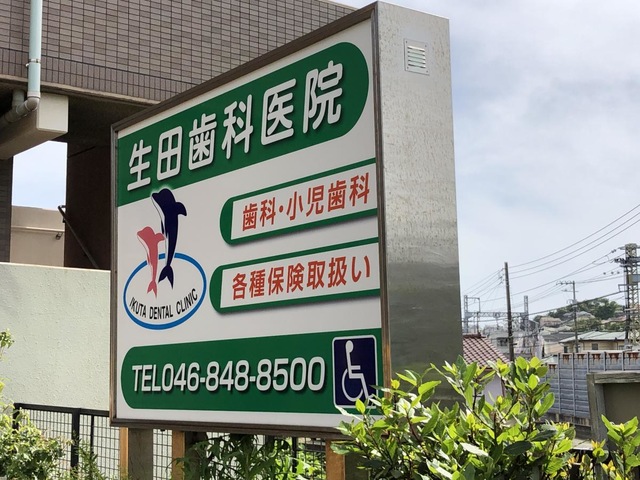 生田歯科医院
歯科・小児歯科
各種保険取扱い
IKUTA DENTAL CLINIC
TEL046-848-8500